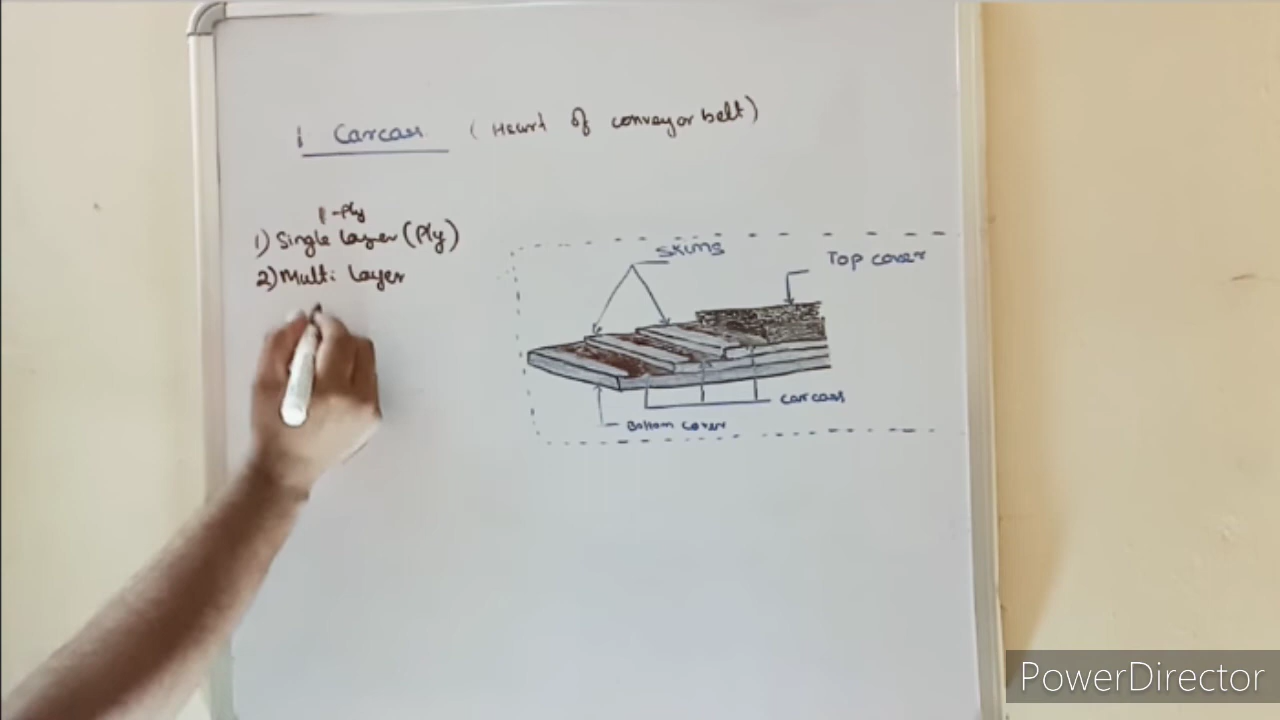 1 Carcass (Heart of conveyor belt)
1-Ply
1) Single layer (Ply)
2) Multi Layer
Skims
Top cover
carcass
Bottom cover
PowerDirector